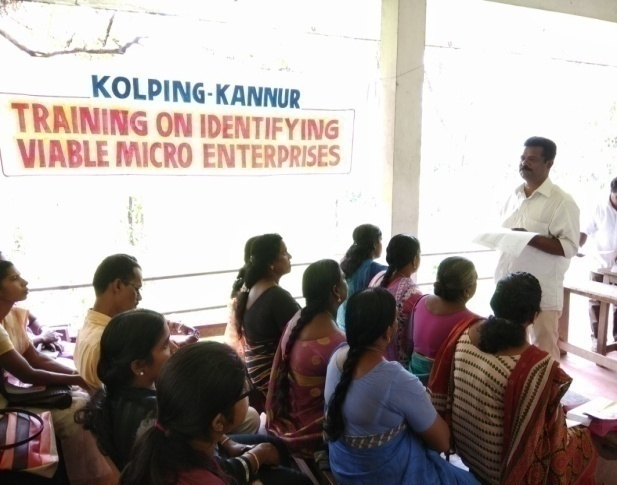 KOLPING-KANNUR
TRAINING ON IDENTIFYING
VIABLE MICRO ENTERPRISES